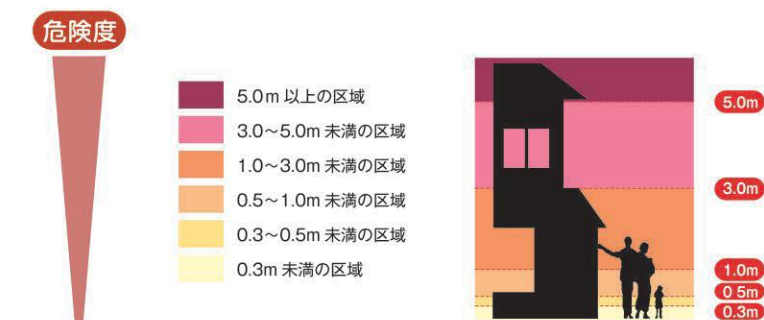 危険度
5.0m 以上の区域
3.0〜5.0m 未満の区域
1.0〜3.0m 未満の区域
0.5〜1.0m 未満の区域
0.3〜0.5m 未満の区域
0.3m 未満の区域
5.0m
3.0m
1.0m
0 5m
0.3m